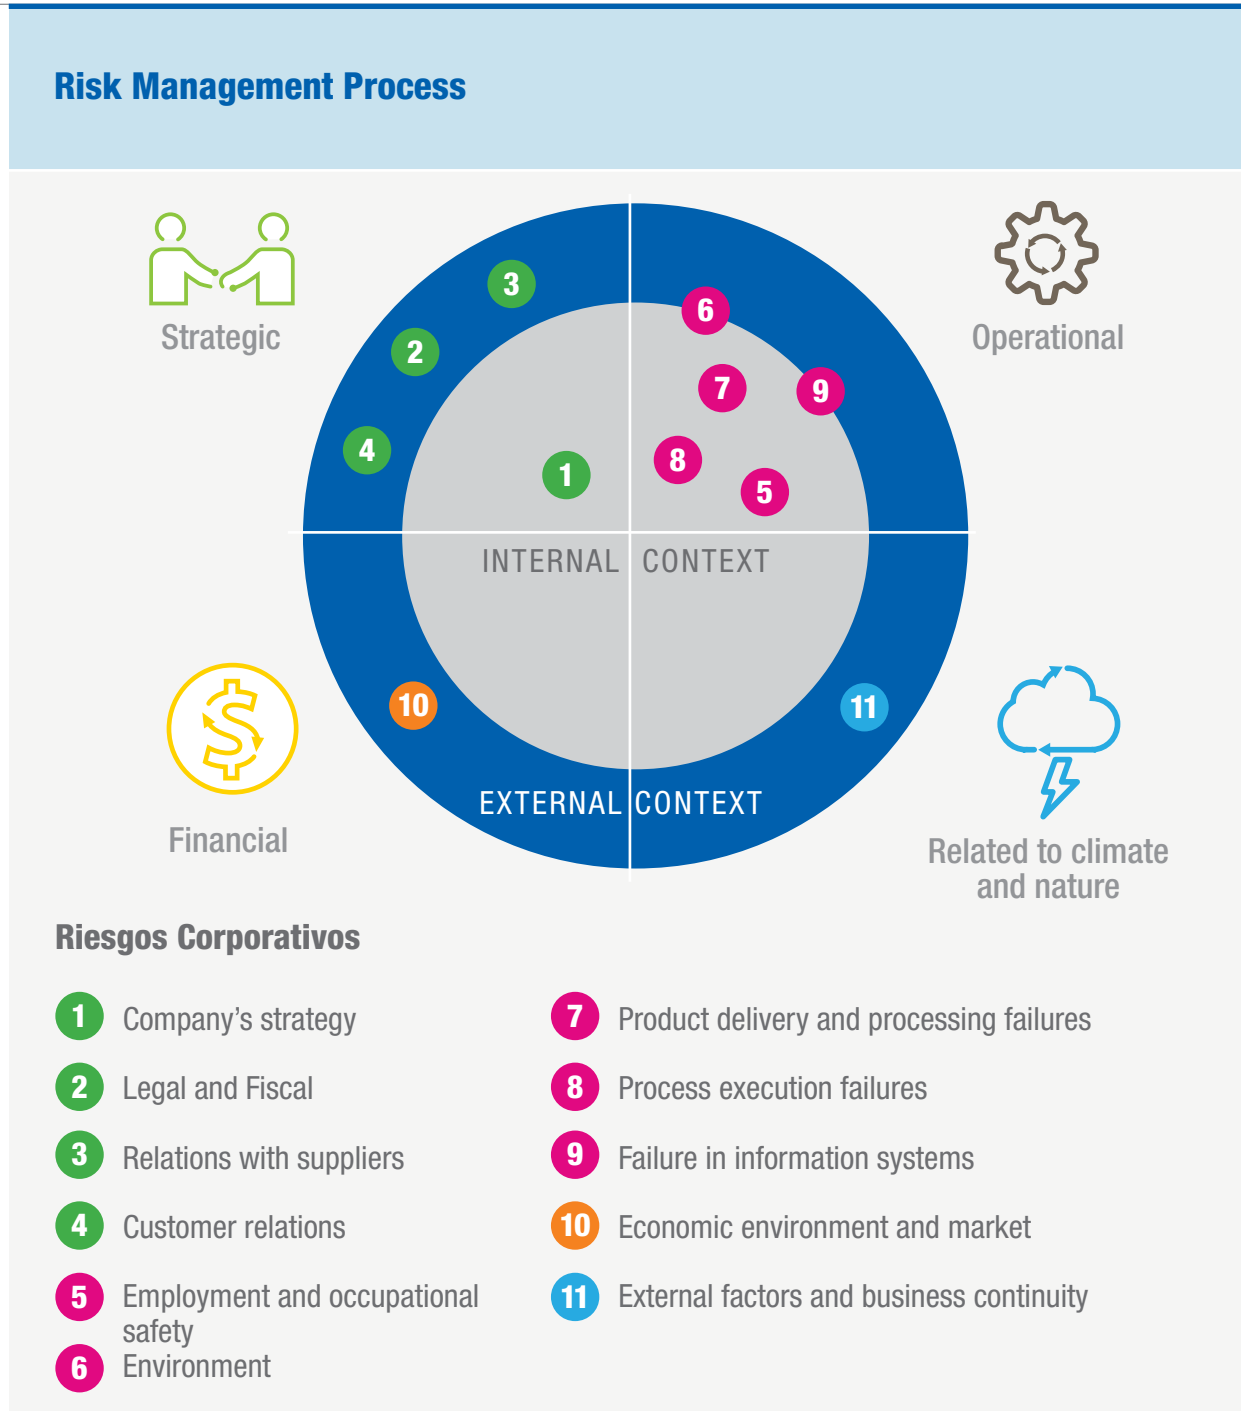 Risk Management Process
Strategic
Operational
3
2
4
1
6
7
9
8
5
INTERNAL CONTEXT
10
11
EXTERNAL CONTEXT
Financial
Related to climate
and nature
Riesgos Corporativos
1 Company’s strategy
2 Legal and Fiscal
3 Relations with suppliers
4 Customer relations
5 Employment and occupational
safety
6 Environment
7 Product delivery and processing failures
8 Process execution failures
9 Failure in information systems
10 Economic environment and market
11 External factors and business continuity